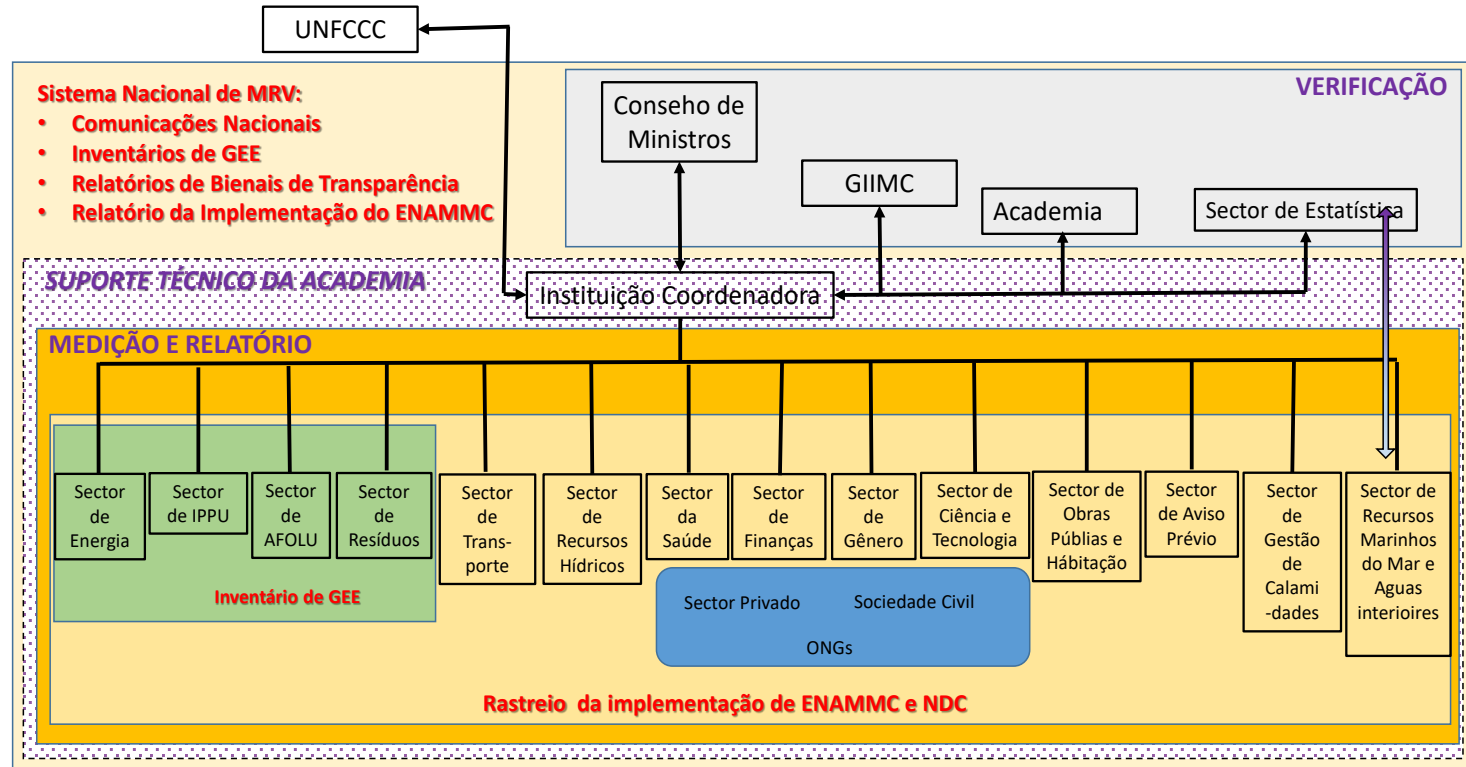 UNFCCC
Sistema Nacional de MRV:
• Comunicações Nacionais
• Inventários de GEE
• Relatórios de Bienais de Transparência
• Relatório da Implementação do ENAMMC
VERIFICAÇÃO
Conseho de
Ministros
GIIMC
Academia
Sector de Estatística
SUPORTE TÉCNICO DA ACADEMIA
Instituição Coordenadora
MEDIÇÃO E RELATÓRIO
Sector
de
Energia
Sector
de IPPU
Sector
de
AFOLU
Sector
de
Resíduos
Sector
de
Trans-
porte
Sector
de
Recursos
Hídricos
Sector
da
Saúde
Sector
de
Finanças
Sector
de
Gênero
Sector de
Ciência e
Tecnologia
Sector de
Obras
Públias e
Hábitação
Sector
de Aviso
Prévio
Sector
de
Gestão
de
Calami
-dades
Sector de
Recursos
Marinhos
do Mar e
Aguas
interioires
Inventário de GEE
Sector Privado
Sociedade Civil
ONGs
Rastreio da implementação de ENAMMC e NDC